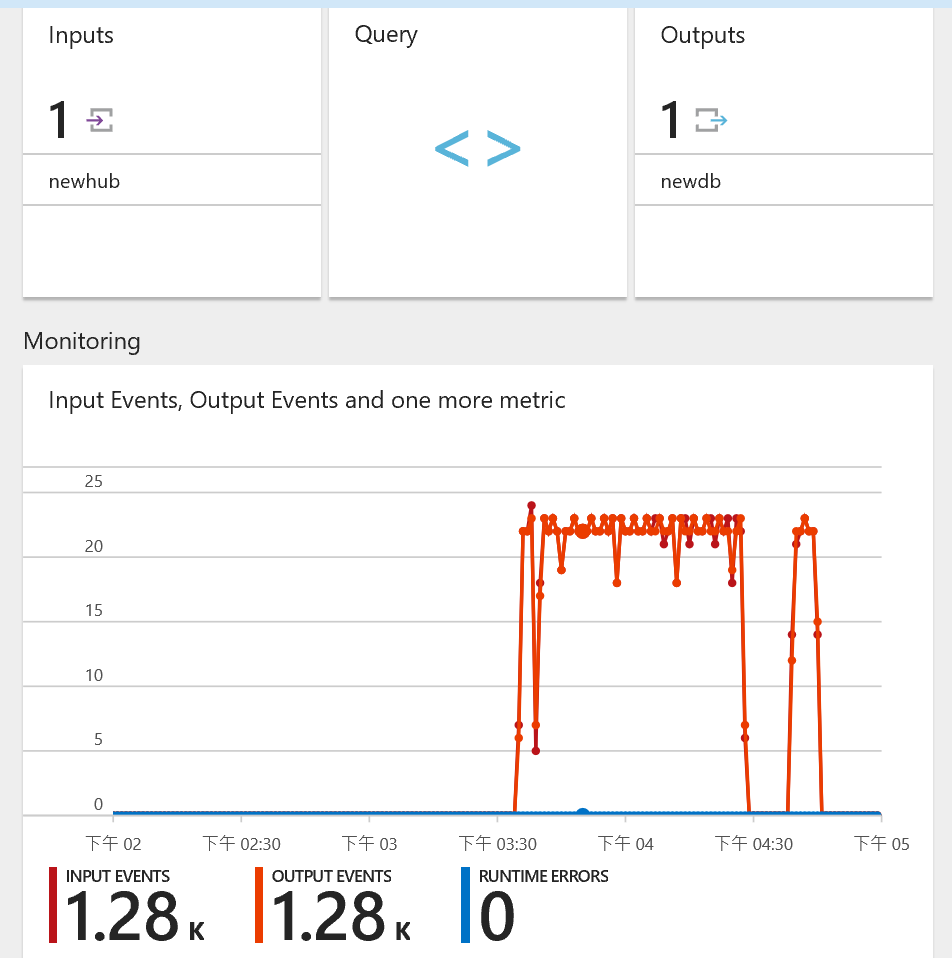 Inputs
Query
Outputs
1
< >
1
newhub
newdb
Monitoring
Input Events, Output Events and one more metric
25
20
15
10
5
0
下午 02
下午 02:30
下午 03
下午 03:30
下午 04
下午 04:30
下午 05
INPUT EVENTS
1.28 K
OUTPUT EVENTS
1.28 K
RUNTIME ERRORS
0